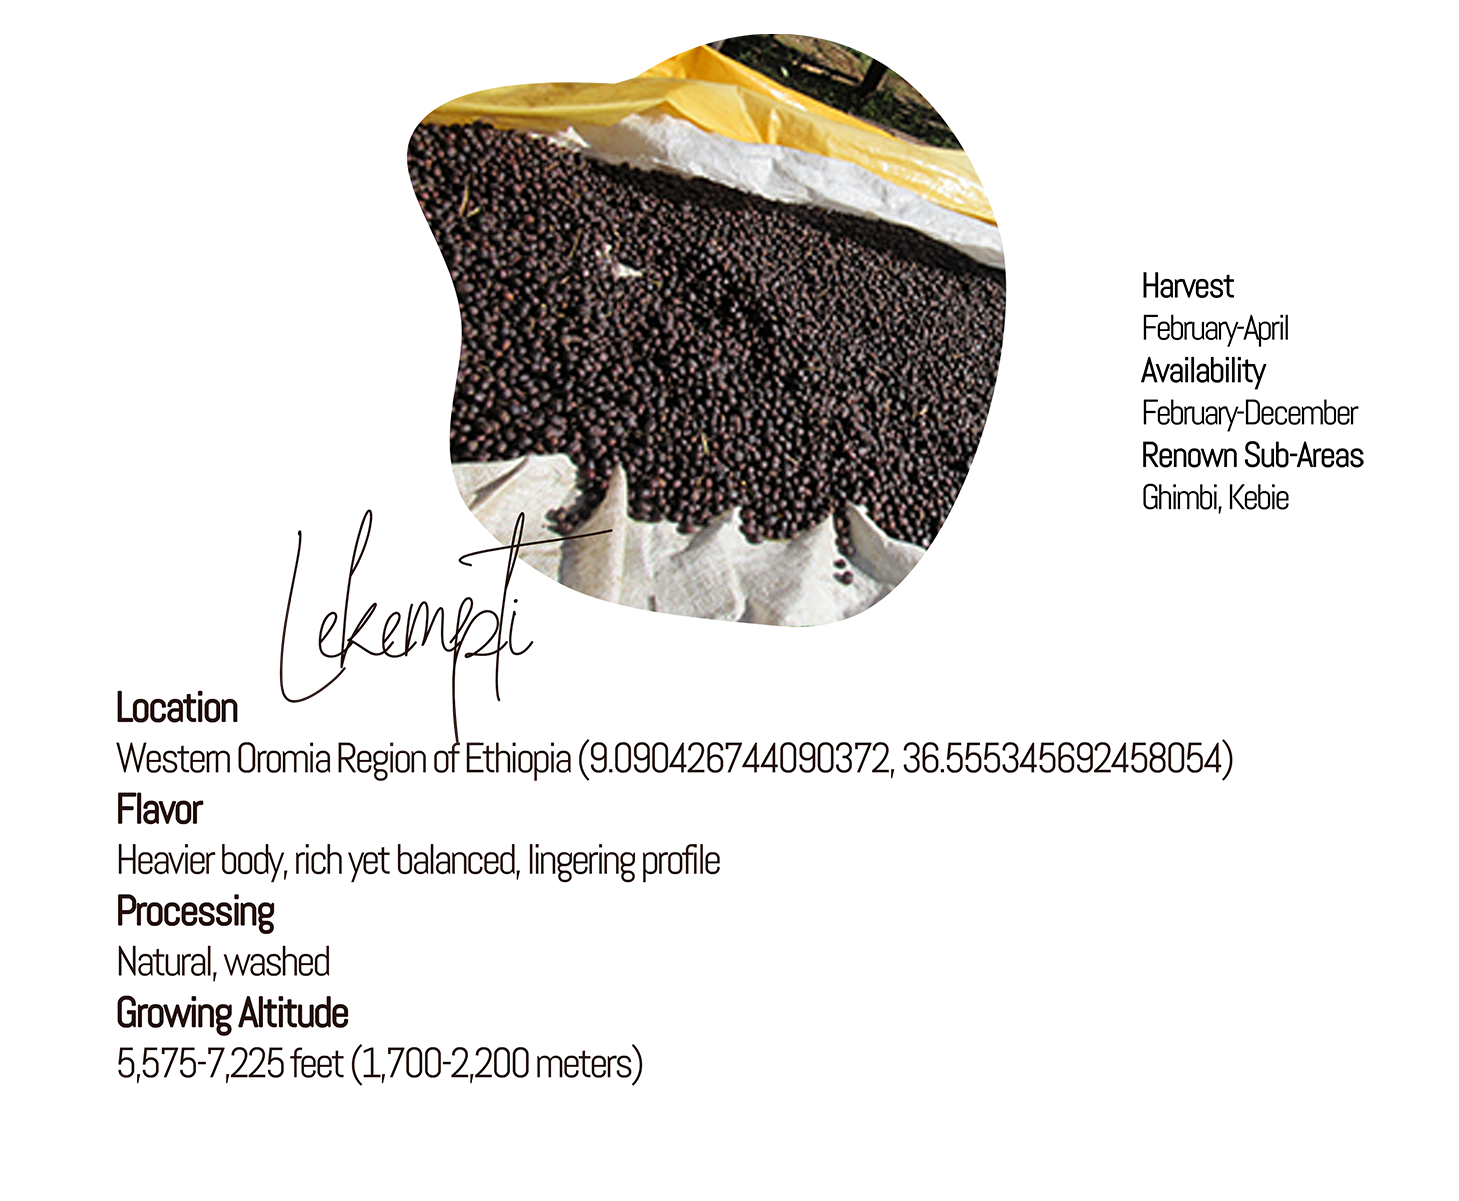 Harvest
February-April
Availability
February-December
Renown Sub-Areas
Ghimbi, Kebie
Lekempti
Location
Western Oromia Region of Ethiopia (9.090426744090372, 36.555345692458054)
Flavor
Heavier body, rich yet balanced, lingering profile
Processing
Natural, washed
Growing Altitude
5,575-7,225 feet (1,700-2,200 meters)